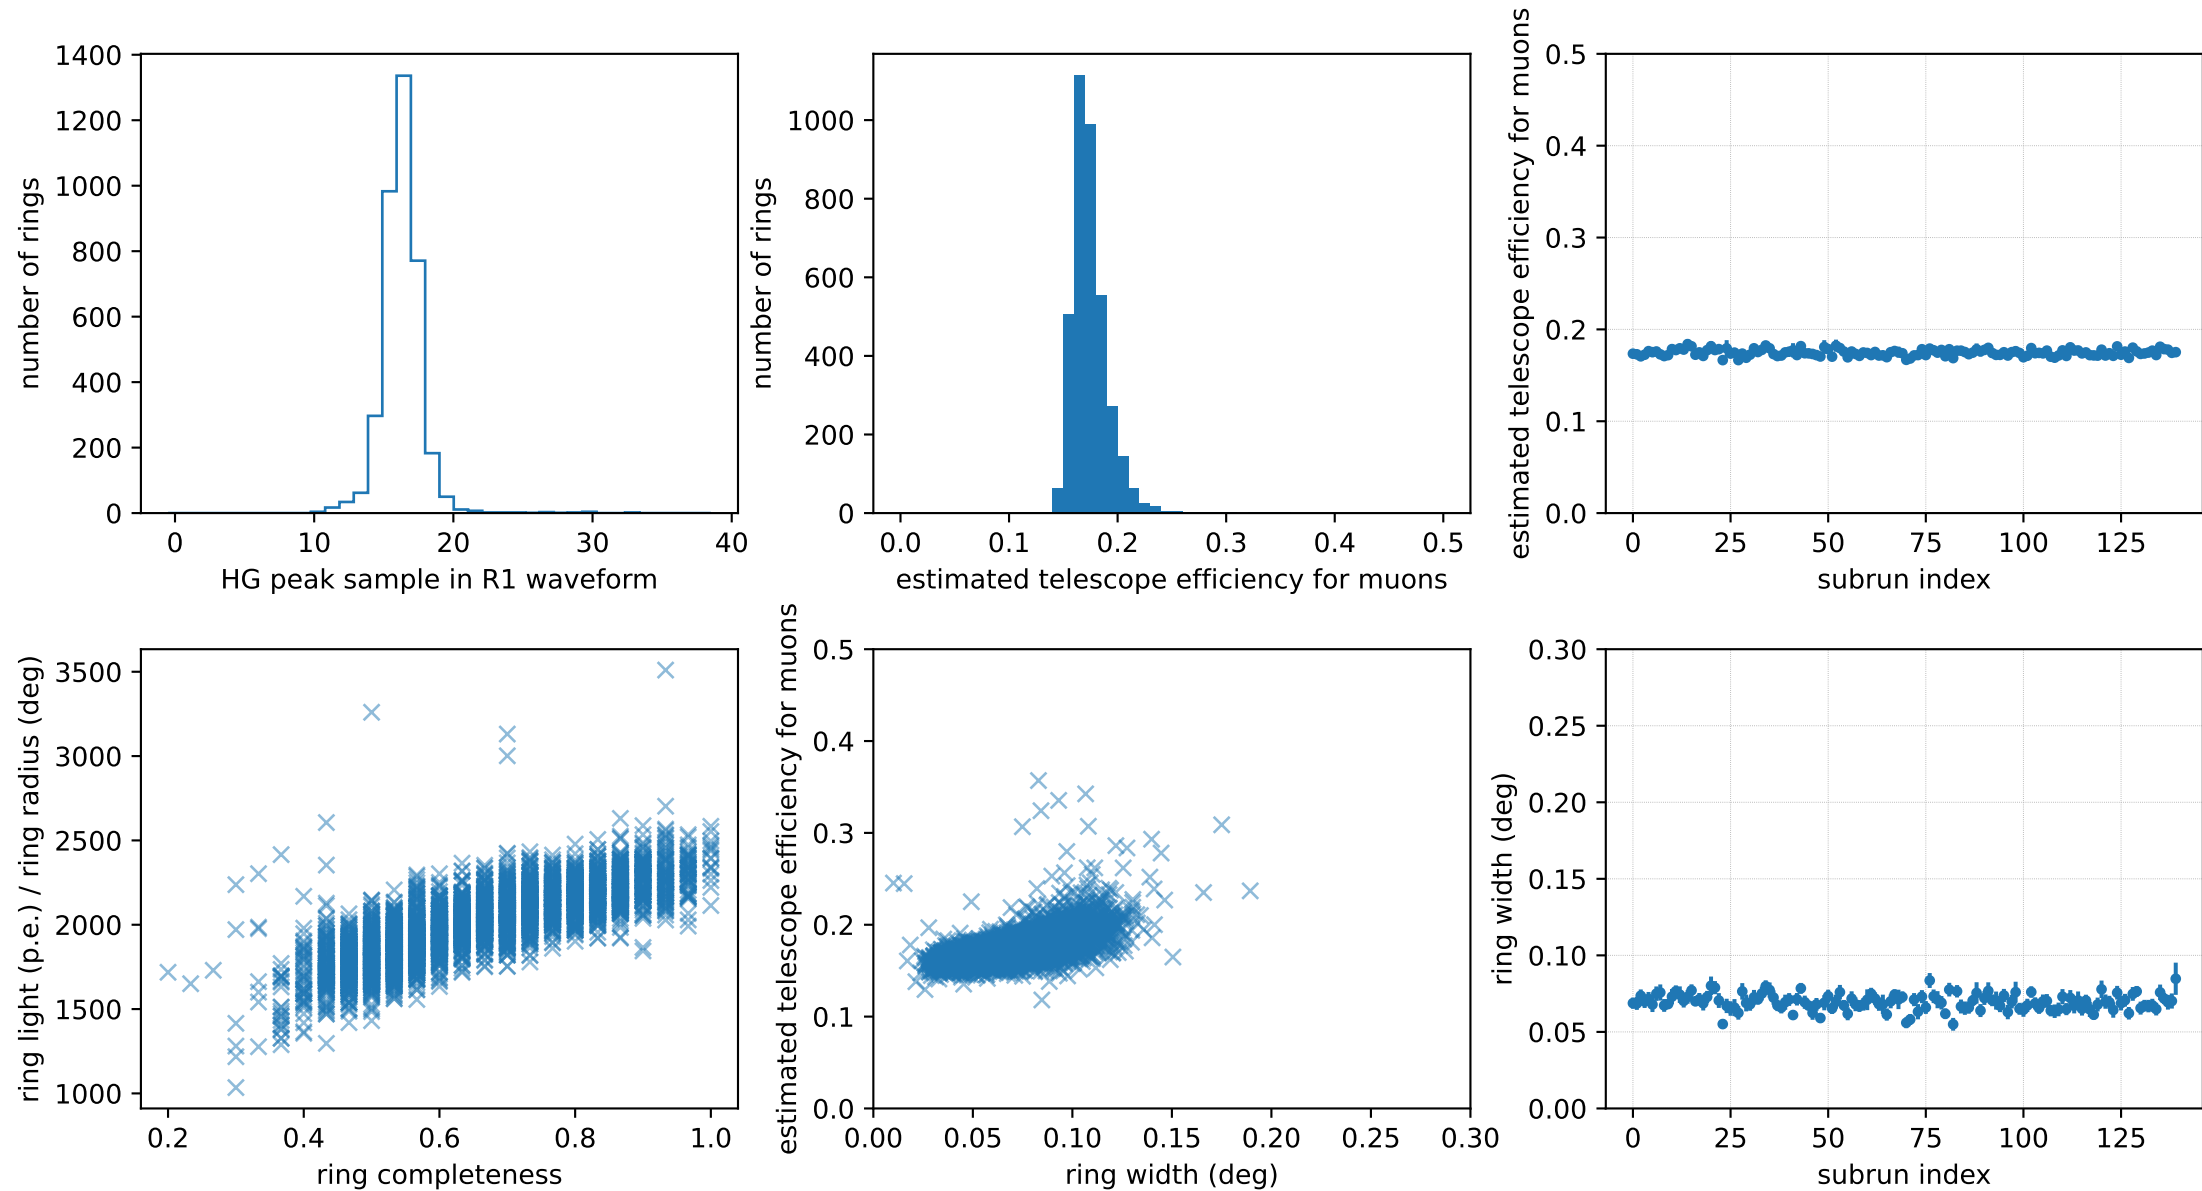 number of rings
1400
1200
1000
800
600
400
200
0
0 10 20 30 40
HG peak sample in R1 waveform
number of rings
1000
800
600
400
200
0
0.0 0.1 0.2 0.3 0.4 0.5
estimated telescope efficiency for muons
estimated telescope efficiency for muons
0.5
0.4
0.3
0.2
0.1
0.0
0 25 50 75 100 125
subrun index
ring light (p.e.) / ring radius (deg)
3500
3000
2500
2000
1500
1000
0.2 0.4 0.6 0.8 1.0
ring completeness
estimated telescope efficiency for muons
0.5
0.4
0.3
0.2
0.1
0.0
0.00 0.05 0.10 0.15 0.20 0.25 0.30
ring width (deg)
ring width (deg)
0.30
0.25
0.20
0.15
0.10
0.05
0.00
0 25 50 75 100 125
subrun index